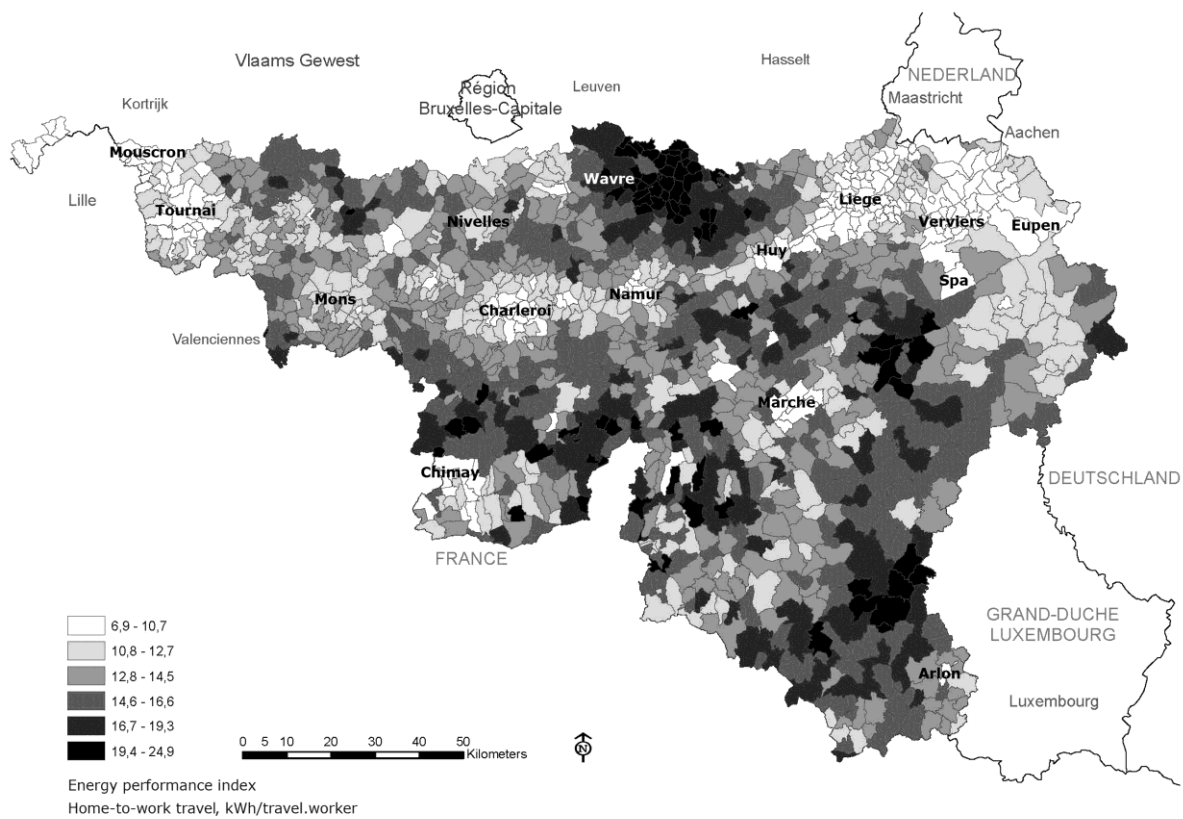 Vlaams Gewest
Hasselt
NEDERLAND
Maastricht
Région
Bruxelles-Capitale
Leuven
Kortrijk
Aachen
Mouscron
Wavre
Lille
Tournai
Nivelles
Liege
Verviers
Eupen
Huy
Spa
Mons
Charleroi
Namur
Valenciennes
Marche
Chimay
DEUTSCHLAND
FRANCE
GRAND-DUCHE
LUXEMBOURG
Arlon
Luxembourg
6,9 - 10,7
10,8 - 12,7
12,8 - 14,5
14,6 - 16,6
16,7 - 19,3
19,4 - 24,9
0 5 10 20 30 40 50
Kilometers
N
Energy performance index
Home-to-work travel, kWh/travel.worker